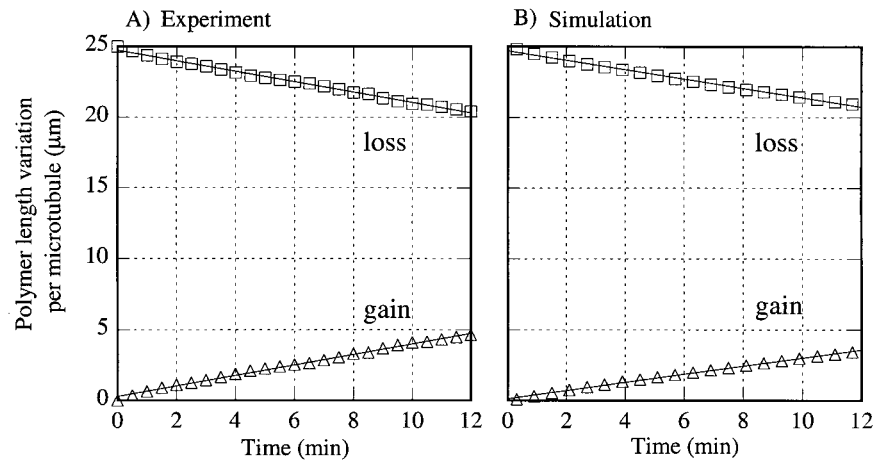 A) Experiment
B) Simulation
Polymer length variation
per microtubule (μm)
25
20
15
10
5
0
loss
gain
0 2 4 6 8 10 12
Time (min)
loss
gain
0 2 4 6 8 10 12
Time (min)